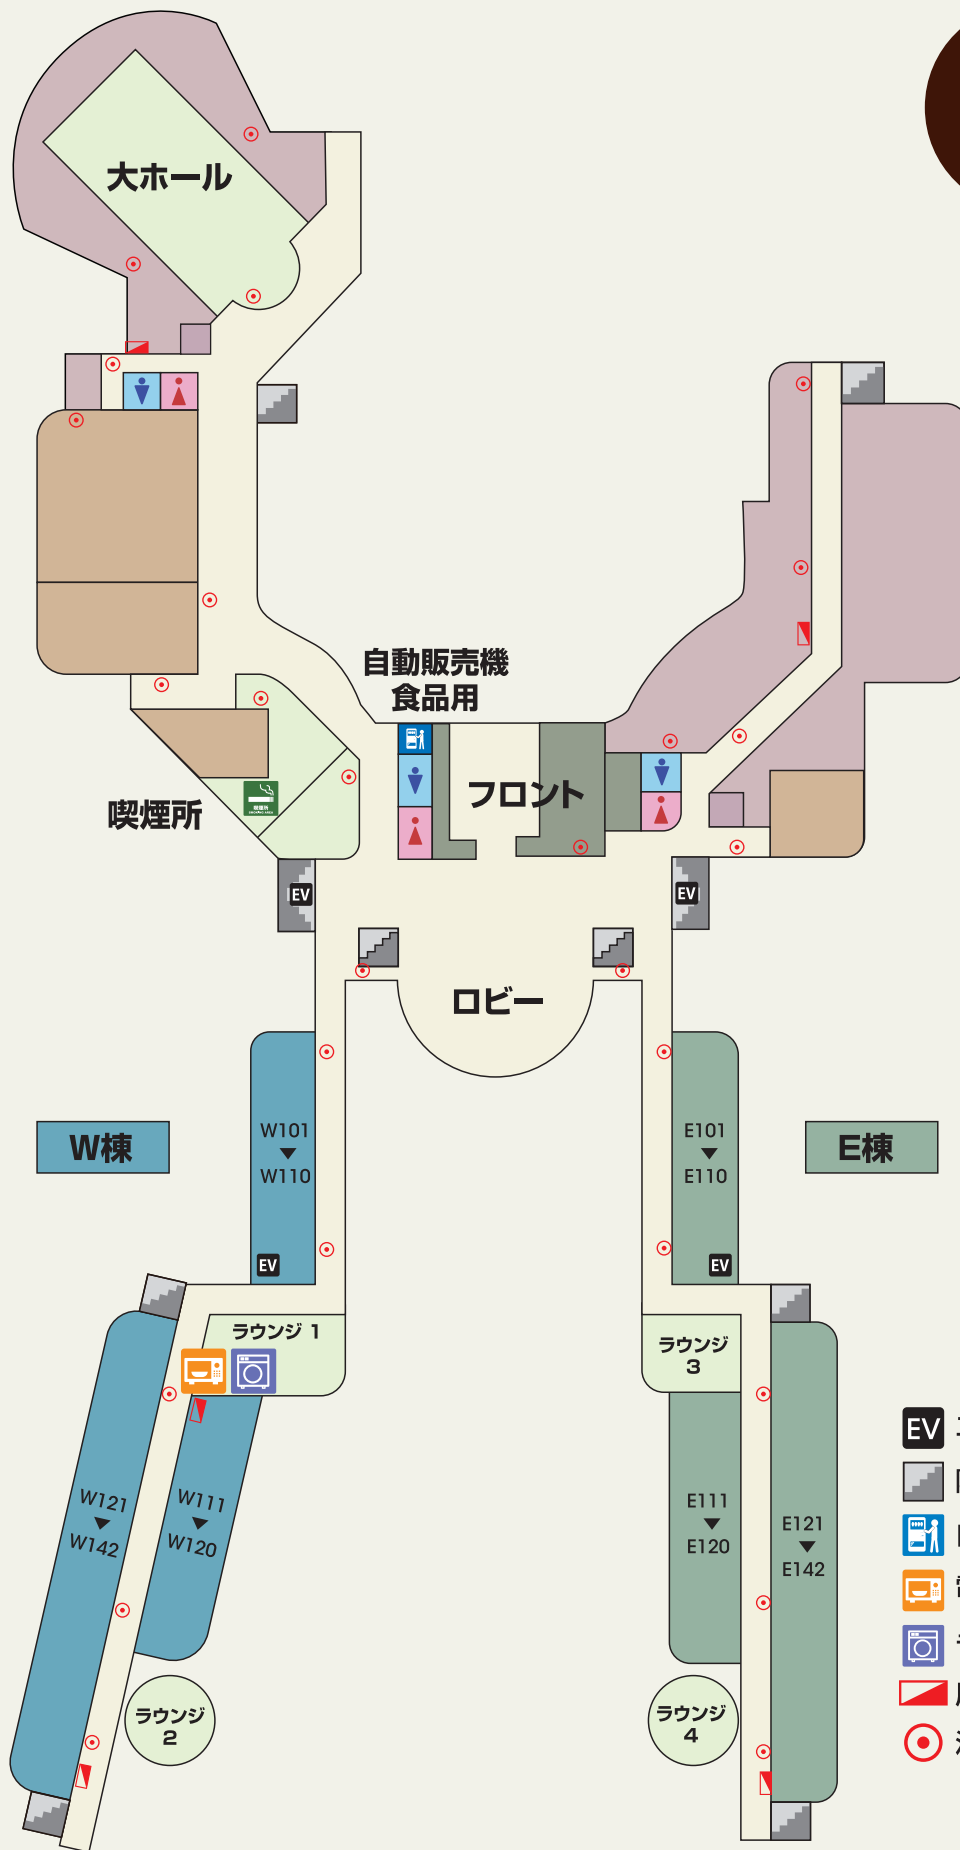 大ホール
自動販売機
食品用
フロント
喫煙所
EV
EV
ロビー
W101
W110
E101
E110
W棟
E棟
EV
EV
ラウンジ 1
ラウンジ
3
W121
W142
W111
W120
E111
E120
E121
E142
ラウンジ
2
ラウンジ
4
EV